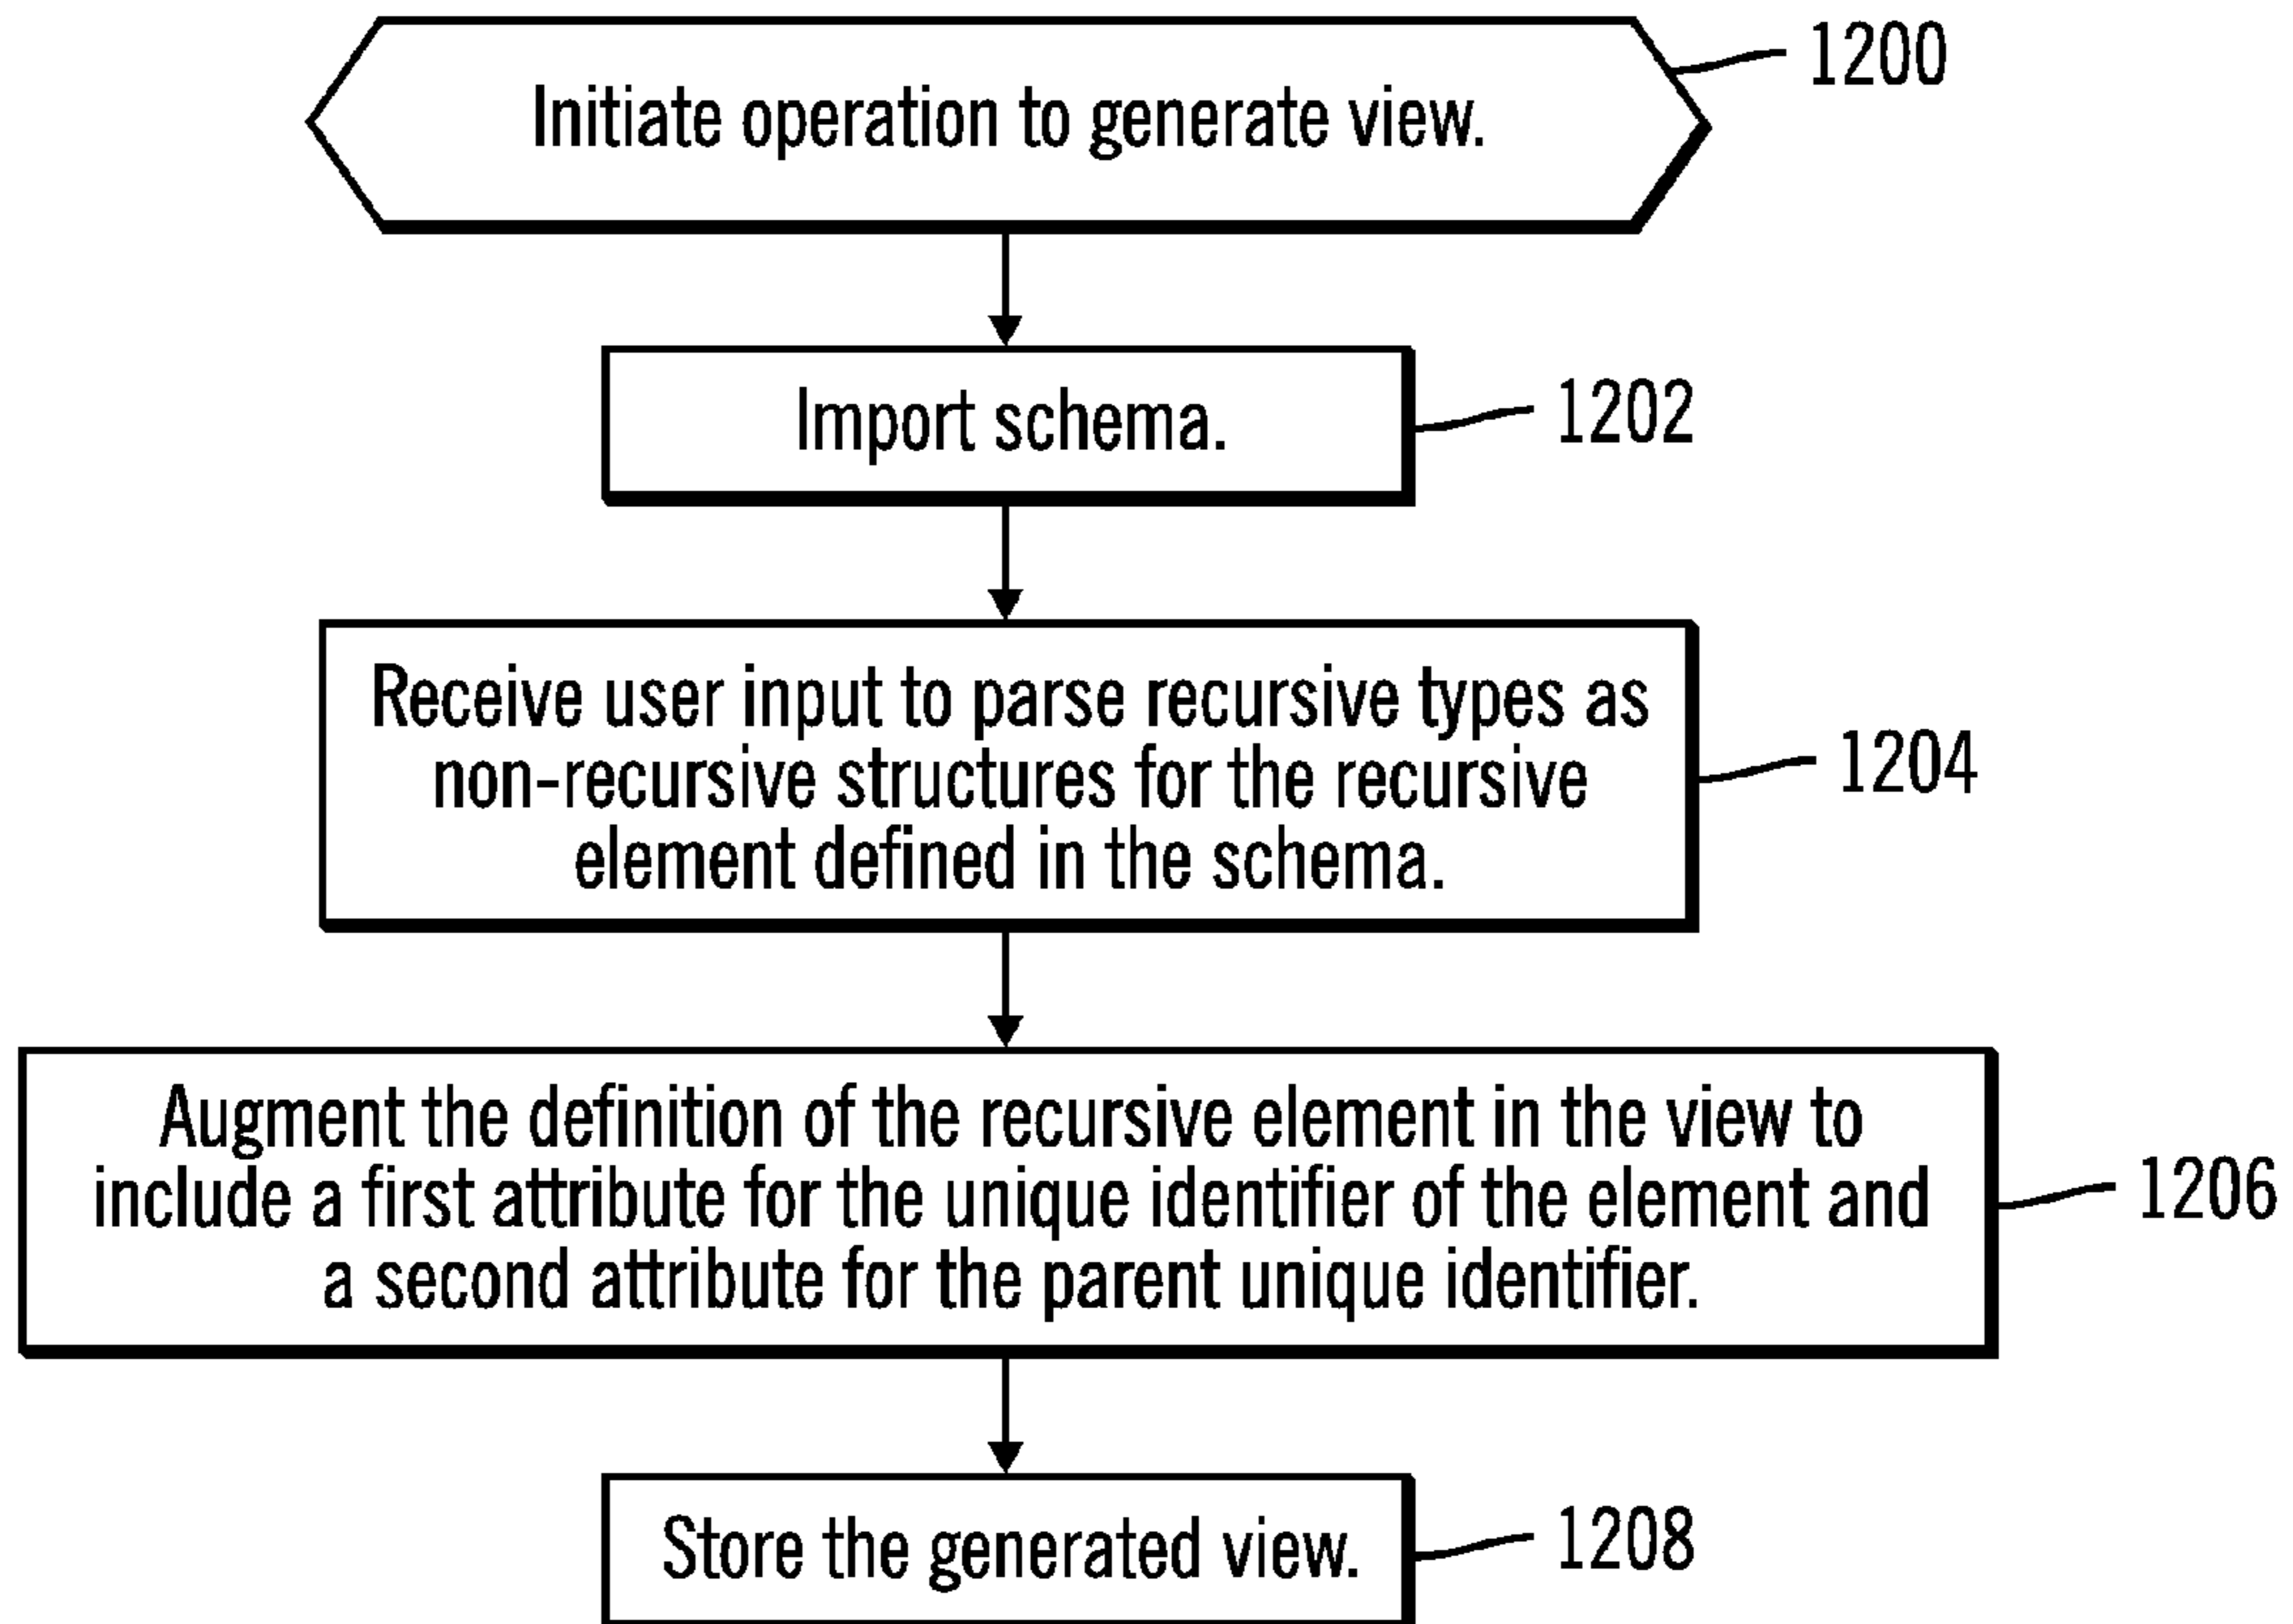 Initiate operation to generate view.
1200
Import schema.
1202
Receive user input to parse recursive types as
non-recursive structures for the recursive
element defined in the schema.
1204
Augment the definition of the recursive element in the view to
include a first attribute for the unique identifier of the element and
a second attribute for the parent unique identifier.
1206
Store the generated view.
1208